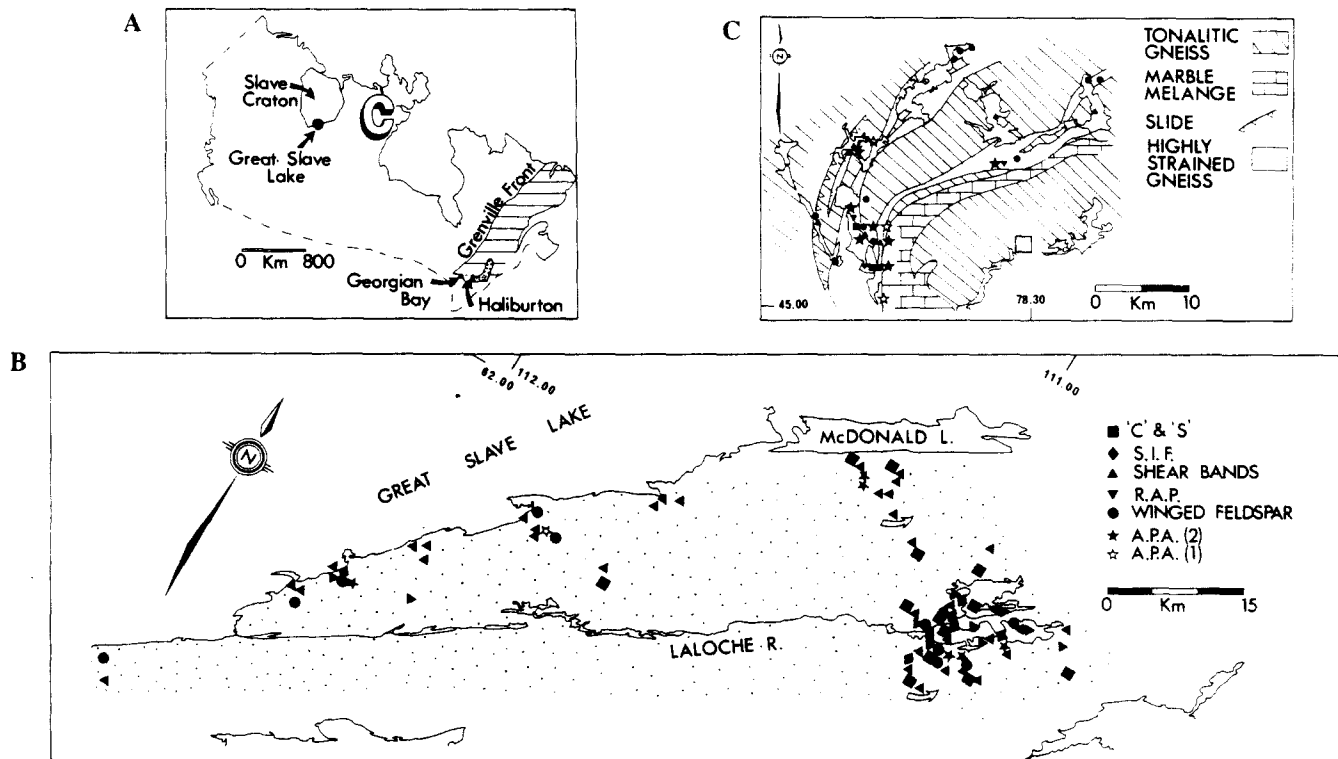 A
Slave
Craton
Great Slave
Lake
C
Grenville Front
0 Km 800
Georgian
Bay
Haliburton
C
N
TONALITIC
GNEISS
MARBLE
MELANGE
SLIDE
HIGHLY
STRAINED
GNEISS
45.00
78.30
0 10
Km
B
62.00
112.00
111.00
N
GREAT SLAVE LAKE
McDONALD L.
LALOCHE R.
'C' & 'S'
S.I.F.
SHEAR BANDS
R.A.P.
WINGED FELDSPAR
A.P.A. (2)
A.P.A. (1)
0 Km 15